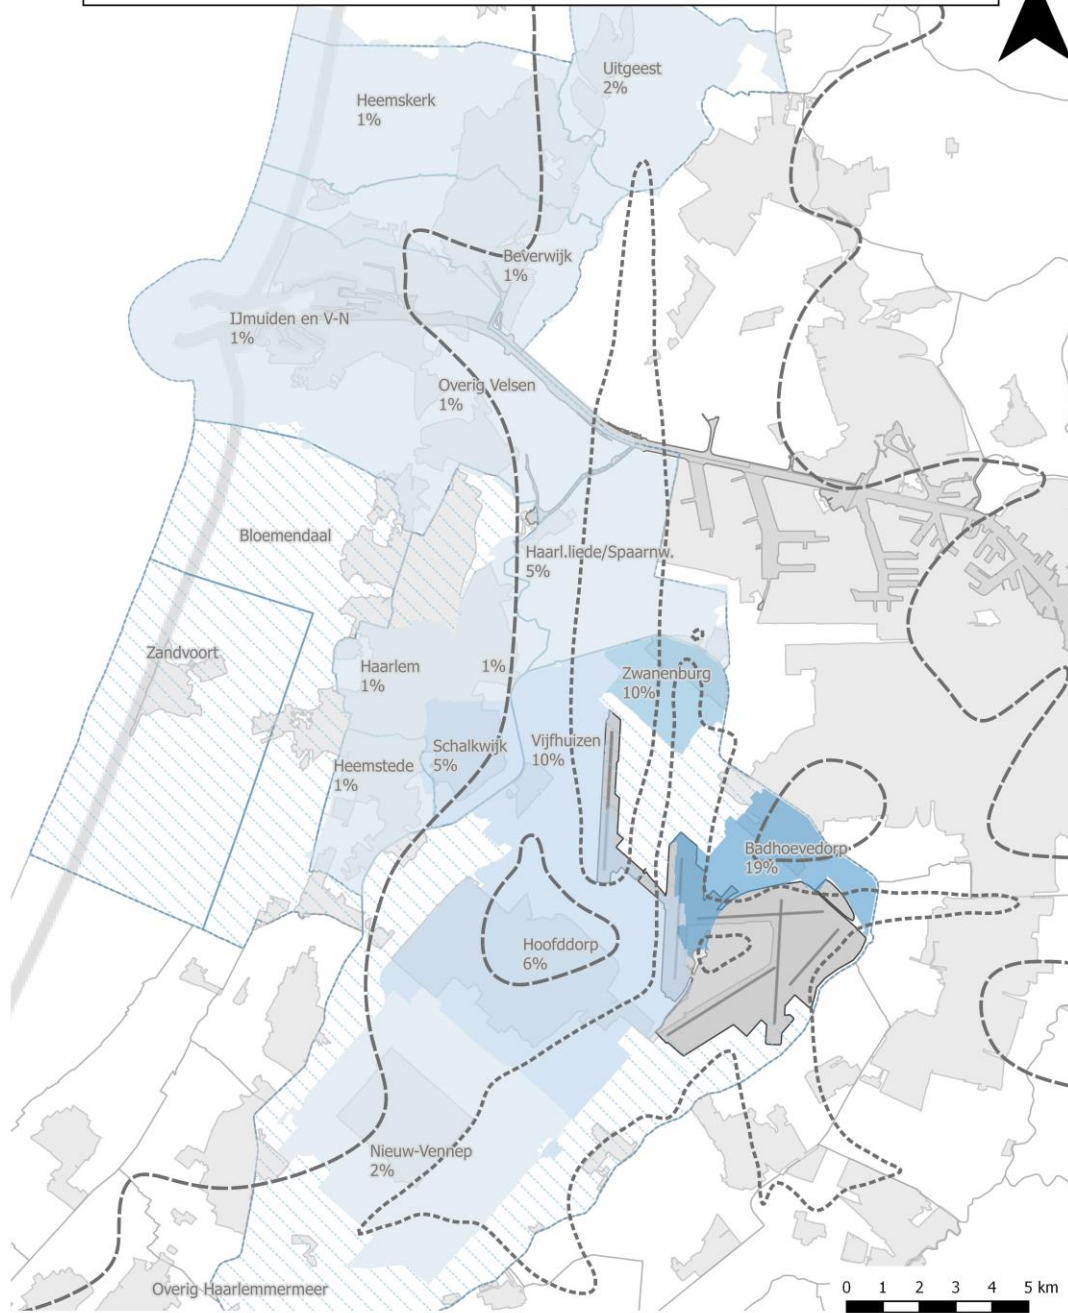 Uitgeest
2%
Heemskerk
1%
Beverwijk
1%
IJmuiden en V-N
1%
Overig Velsen
1%
Bloemendaal
Haarl.liede/Spaarnw.
5%
Zandvoort
Haarlem
1%
1%
Zwanenburg
10%
Schalkwijk
5%
Vijfhuizen
10%
Heemstede
1%
Badhoevedorp
19%
Hoofddorp
6%
Nieuw-Vennep
2%
Overig Haarlemmermeer
0 1 2 3 4 5 km